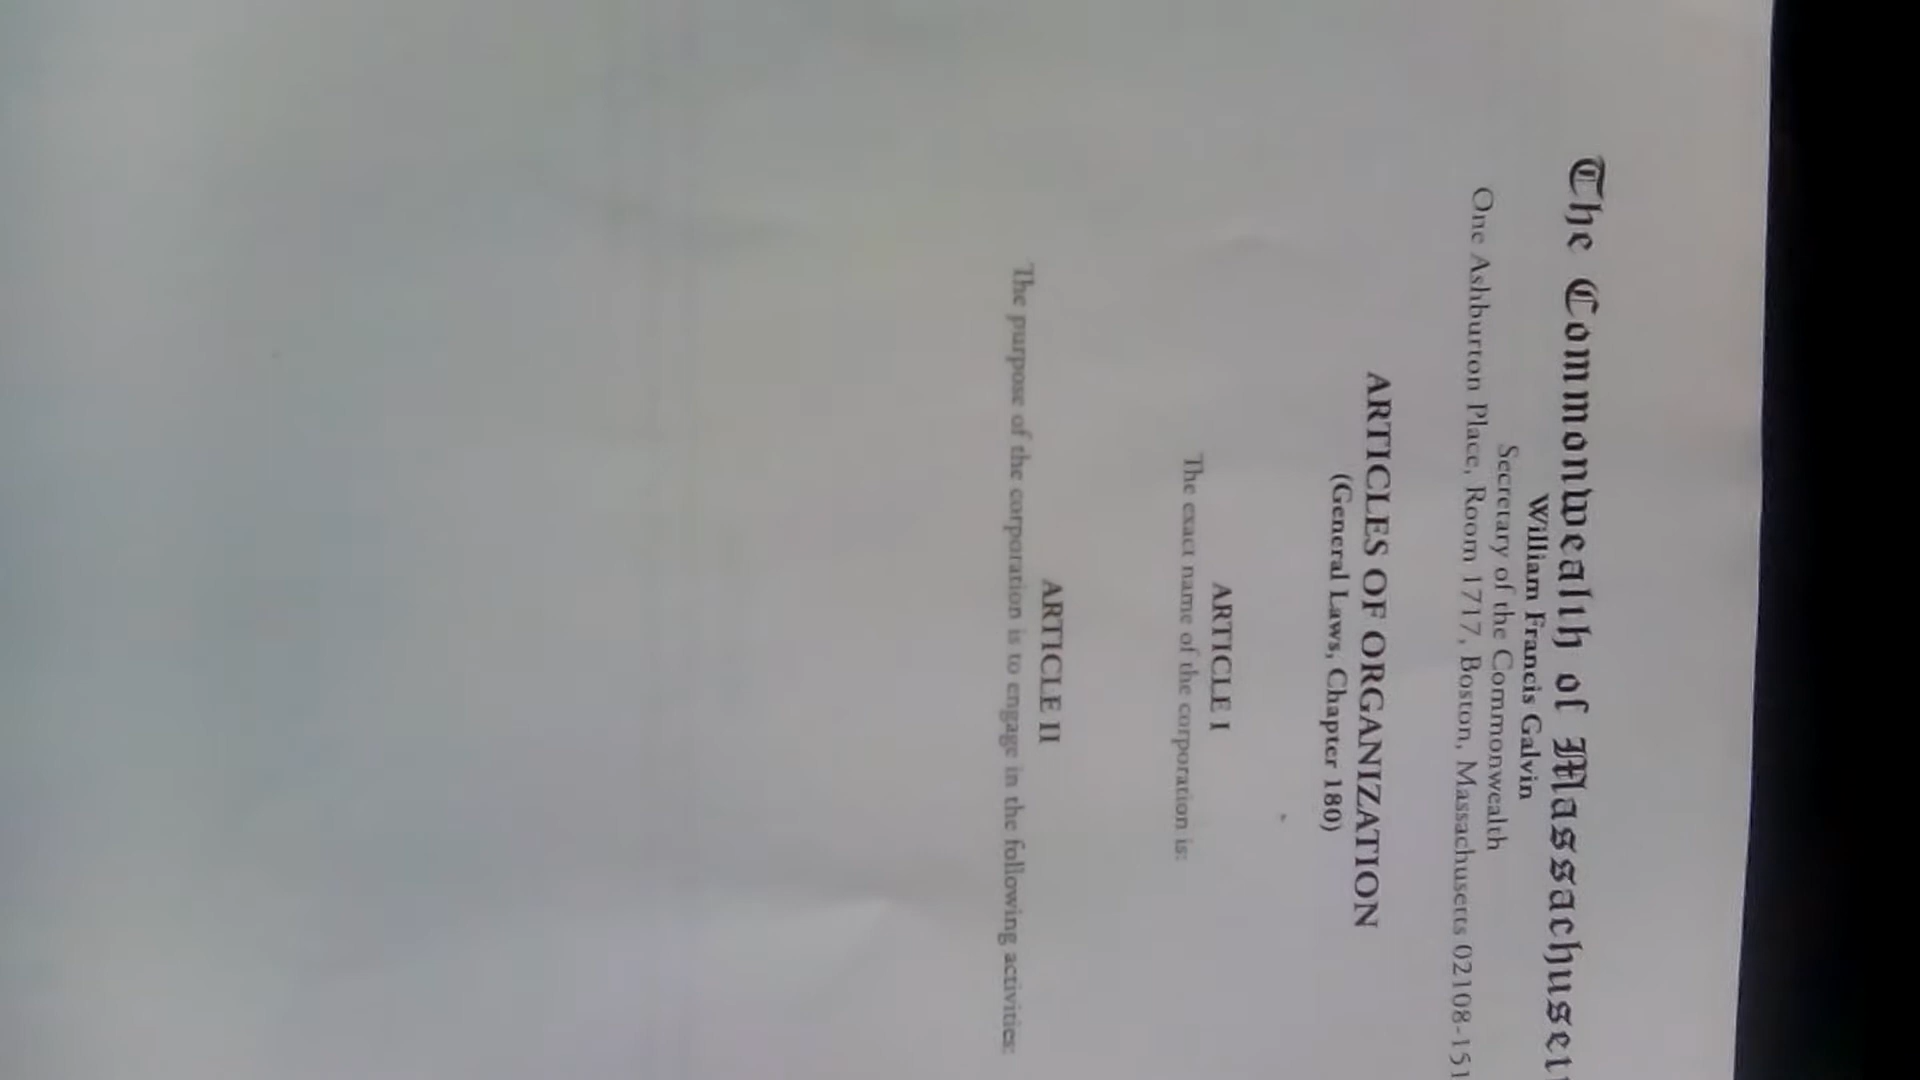 The Commonwealth of Massachuset
William Francis Galvin
Secretary of the Commonwealth
One Ashburton Place, Room 1717, Boston, Massachusetts 02108-151
ARTICLES OF ORGANIZATION
(General Laws, Chapter 180)
ARTICLE I
The exact name of the corporation is:
ARTICLE II
The purpose of the corporation is to engage in the following activities: